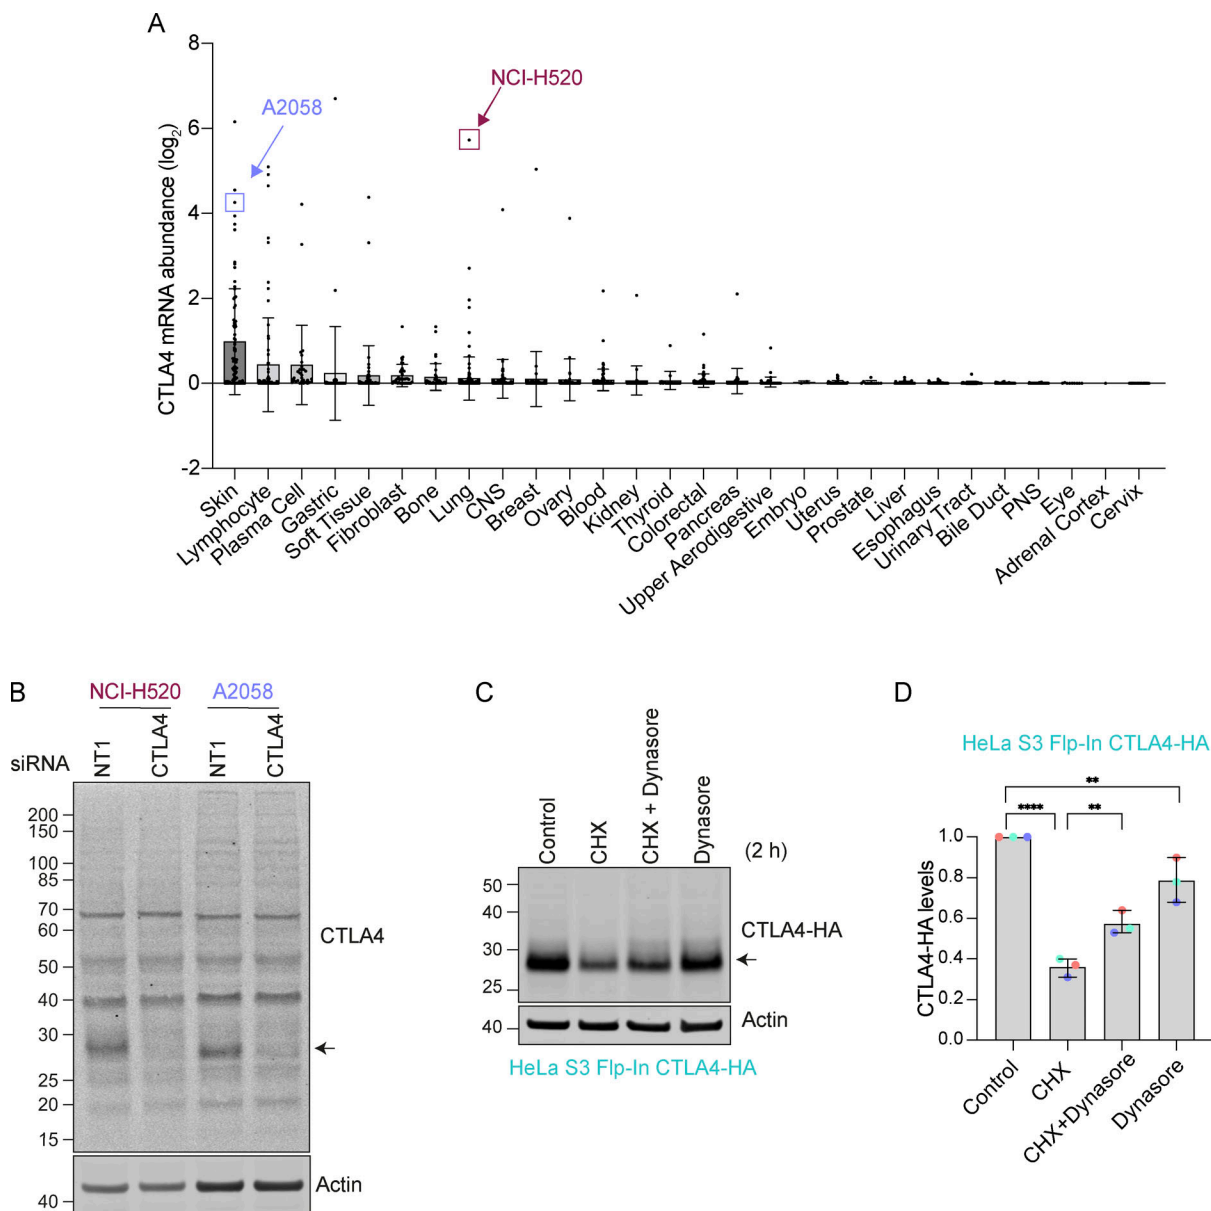 A
CTLA4 mRNA abundance (log2)
8
6
4
2
0
-2
A2058
NCI-H520
Skin
Lymphocyte
Plasma Cell
Gastric
Soft Tissue
Fibroblast
Bone
Lung
CNS
Breast
Ovary
Blood
Kidney
Thyroid
Colorectal
Pancreas
Upper Aerodigestive
Embryo
Uterus
Prostate
Liver
Esophagus
Urinary Tract
Bile Duct
PNS
Eye
Adrenal Cortex
Cervix
B
NCI-H520 A2058
siRNA NT1 CTLA4 NT1 CTLA4
200
150
100
85
70
60
50
40
30
25
20
15
CTLA4
40
Actin
C
Control CHX CHX + Dynasore Dynasore (2 h)
50
40
30
25
CTLA4-HA
40
Actin
HeLa S3 Flp-In CTLA4-HA
D
HeLa S3 Flp-In CTLA4-HA
**
**** **
CTLA4-HA levels
1.0
0.8
0.6
0.4
0.2
0.0
Control
CHX
CHX+Dynasore
Dynasore